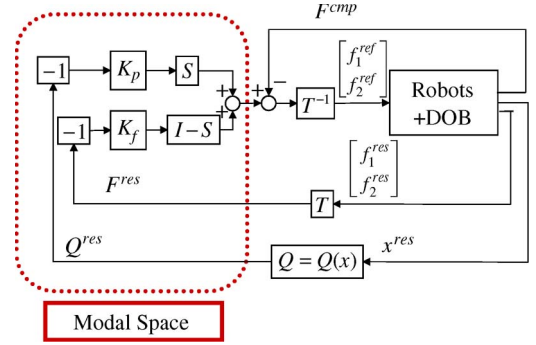 F^{cmp}
-1
K_p
S
+
+
+
−
T^{-1}
[f_1^{ref}
f_2^{ref}]
Robots
+DOB
-1
K_f
I−S
F^{res}
T
[f_1^{res}
f_2^{res}]
Q^{res}
Q = Q(x)
x^{res}
Modal Space